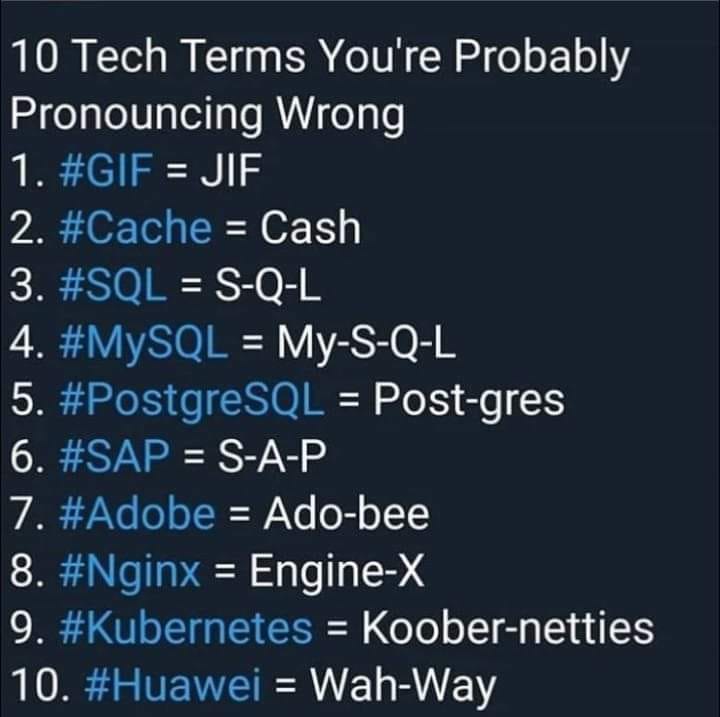 10 Tech Terms You're Probably
Pronouncing Wrong
1. #GIF = JIF
2. #Cache = Cash
3. #SQL = S-Q-L
4. #MySQL = My-S-Q-L
5. #PostgreSQL = Post-gres
6. #SAP = S-A-P
7. #Adobe = Ado-bee
8. #Nginx = Engine-X
9. #Kubernetes = Koober-netties
10. #Huawei = Wah-Way